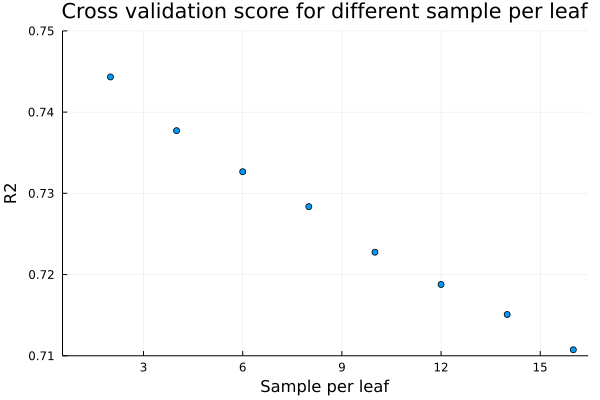 Cross validation score for different sample per leaf
0.75
0.74
0.73
0.72
0.71
R2
3 6 9 12 15
Sample per leaf